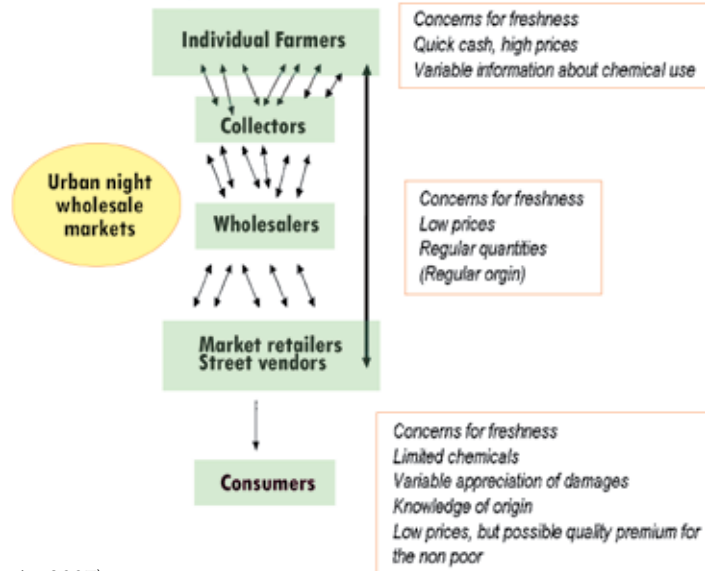 Individual Farmers
Concerns for freshness
Quick cash, high prices
Variable information about chemical use
Collectors
Urban night
wholesale
markets
Wholesalers
Concerns for freshness
Low prices
Regular quantities
(Regular orgin)
Market retailers
Street vendors
Consumers
Concerns for freshness
Limited chemicals
Variable appreciation of damages
Knowledge of origin
Low prices, but possible quality premium for
the non poor